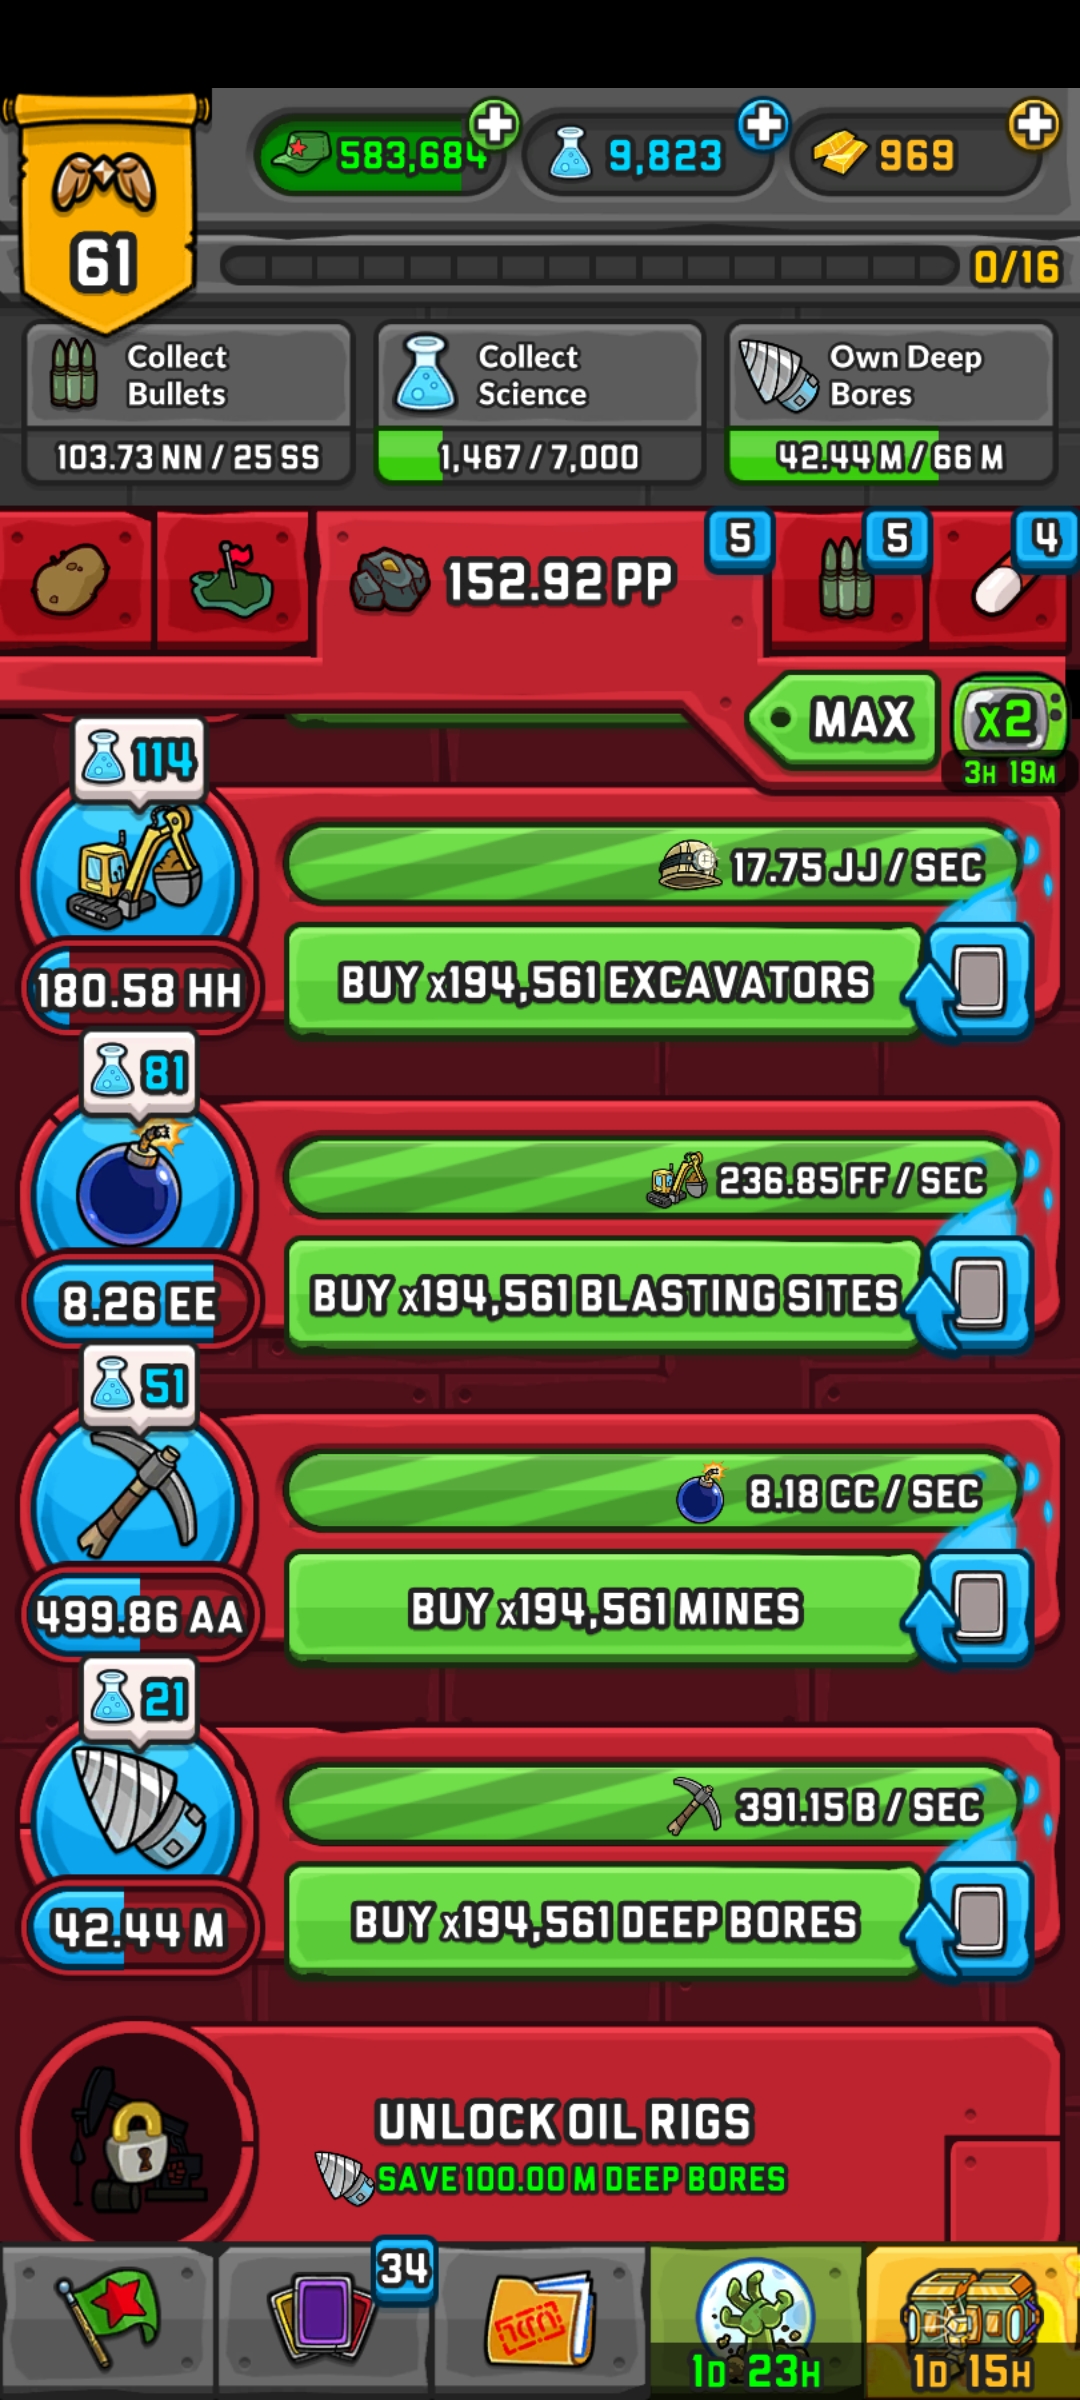 583,684
9,823
969
61
0/16
Collect
Bullets
103.73 NN / 25 SS
Collect
Science
1,467 / 7,000
Own Deep
Bores
42.44 M / 66 M
152.92 PP
5
5
4
MAX
x2
3H 19M
114
17.75 JJ / SEC
180.58 HH
BUY x194,561 EXCAVATORS
81
236.85 FF / SEC
8.26 EE
BUY x194,561 BLASTING SITES
51
8.18 CC / SEC
499.86 AA
BUY x194,561 MINES
21
391.15 B / SEC
42.44 M
BUY x194,561 DEEP BORES
UNLOCK OIL RIGS
SAVE 100.00 M DEEP BORES
34
1D 23H
1D 15H